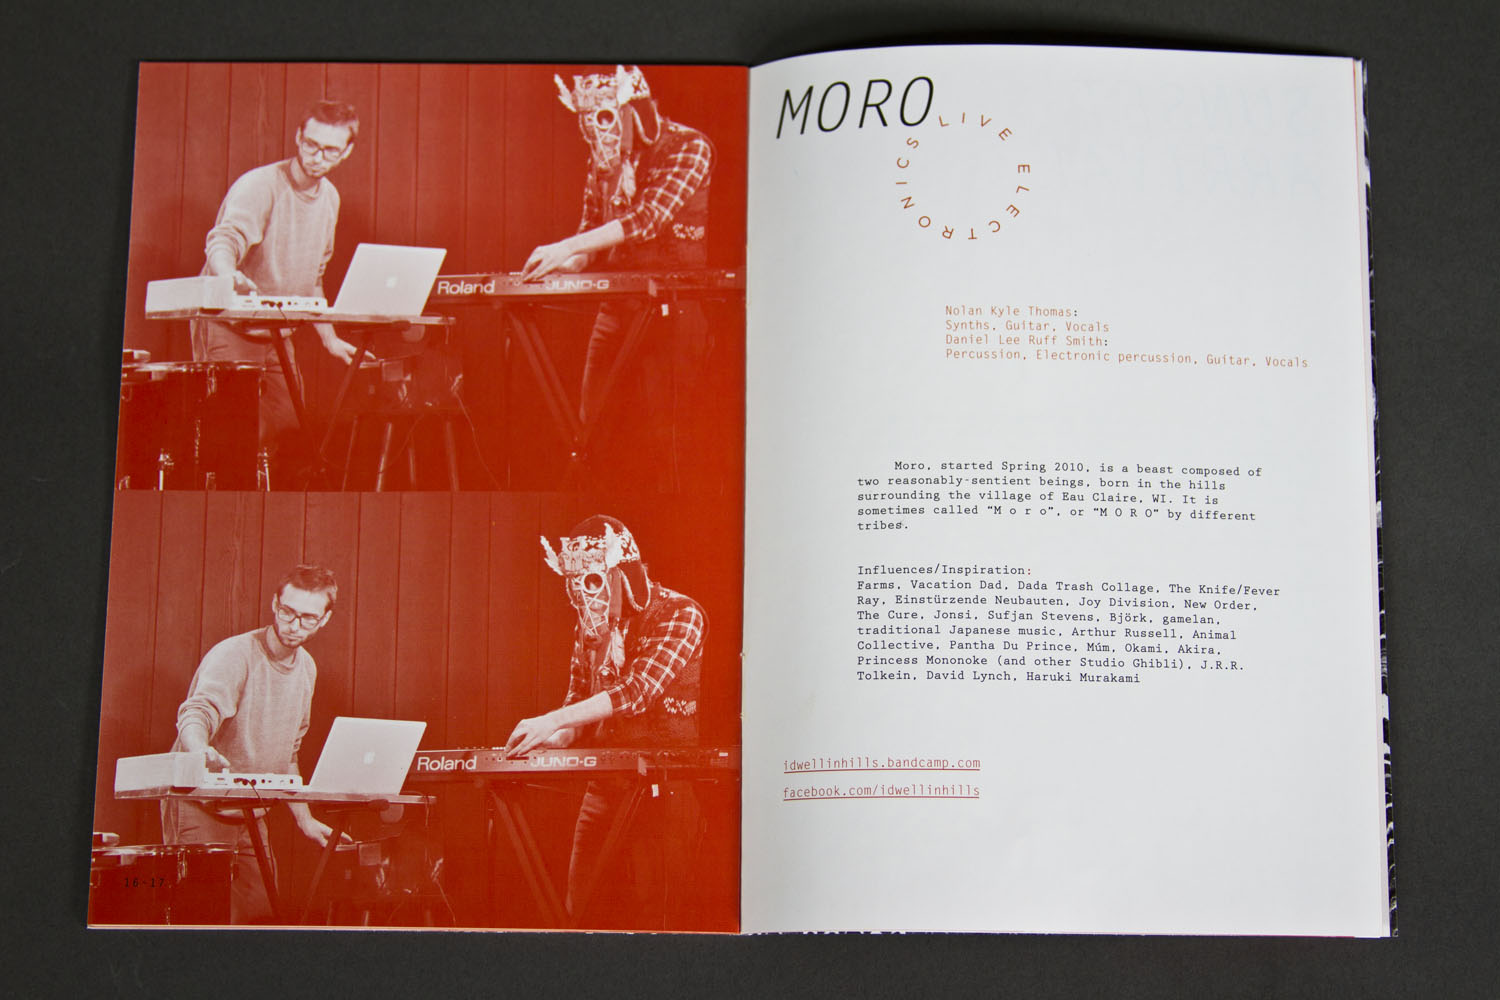 Roland JUNO-G
Roland JUNO-G
16-17
MORO
LIVE ELECTRONICS
Nolan Kyle Thomas:
Synths, Guitar, Vocals
Daniel Lee Ruff Smith:
Percussion, Electronic percussion, Guitar, Vocals
Moro, started Spring 2010, is a beast composed of
two reasonably-sentient beings, born in the hills
surrounding the village of Eau Claire, WI. It is
sometimes called “M o r o”, or “M O R O” by different
tribes.
Influences/Inspiration:
Farms, Vacation Dad, Dada Trash Collage, The Knife/Fever
Ray, Einstürzende Neubauten, Joy Division, New Order,
The Cure, Jonsi, Sufjan Stevens, Björk, gamelan,
traditional Japanese music, Arthur Russell, Animal
Collective, Pantha Du Prince, Múm, Okami, Akira,
Princess Mononoke (and other Studio Ghibli), J.R.R.
Tolkein, David Lynch, Haruki Murakami
idwellinhills.bandcamp.com
facebook.com/idwellinhills